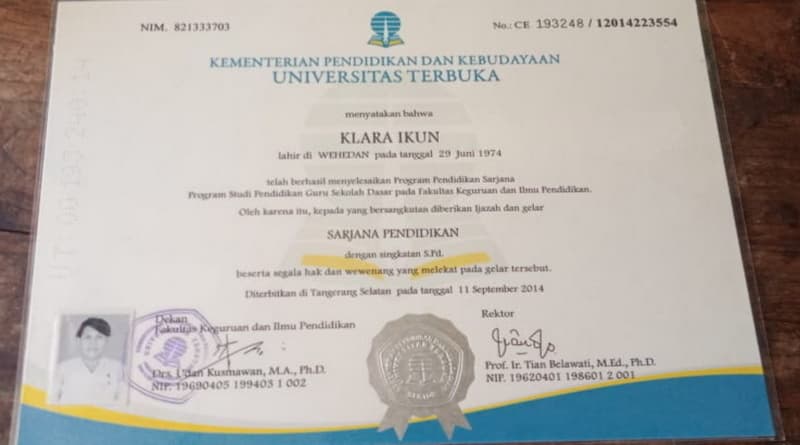 NIM. 821333703
No.: CE 193248 / 12014223554
KEMENTERIAN PENDIDIKAN DAN KEBUDAYAAN
UNIVERSITAS TERBUKA
menyatakan bahwa
KLARA IKUN
lahir di WEHEDAN pada tanggal 29 Juni 1974
telah berhasil menyelesaikan Program Pendidikan Sarjana
Program Studi Pendidikan Guru Sekolah Dasar pada Fakultas Keguruan dan Ilmu Pendidikan.
Oleh karena itu, kepada yang bersangkutan diberikan Ijazah dan gelar
SARJANA PENDIDIKAN
dengan singkatan S.Pd.
beserta segala hak dan wewenang yang melekat pada gelar tersebut.
Diterbitkan di Tangerang Selatan pada tanggal 11 September 2014
Dekan
Fakultas Keguruan dan Ilmu Pendidikan
Drs. Udan Kusmawan, M.A., Ph.D.
NIP. 19690405 199403 1 002
Rektor
Prof. Ir. Tian Belawati, M.Ed., Ph.D.
NIP. 19620401 198601 2 001